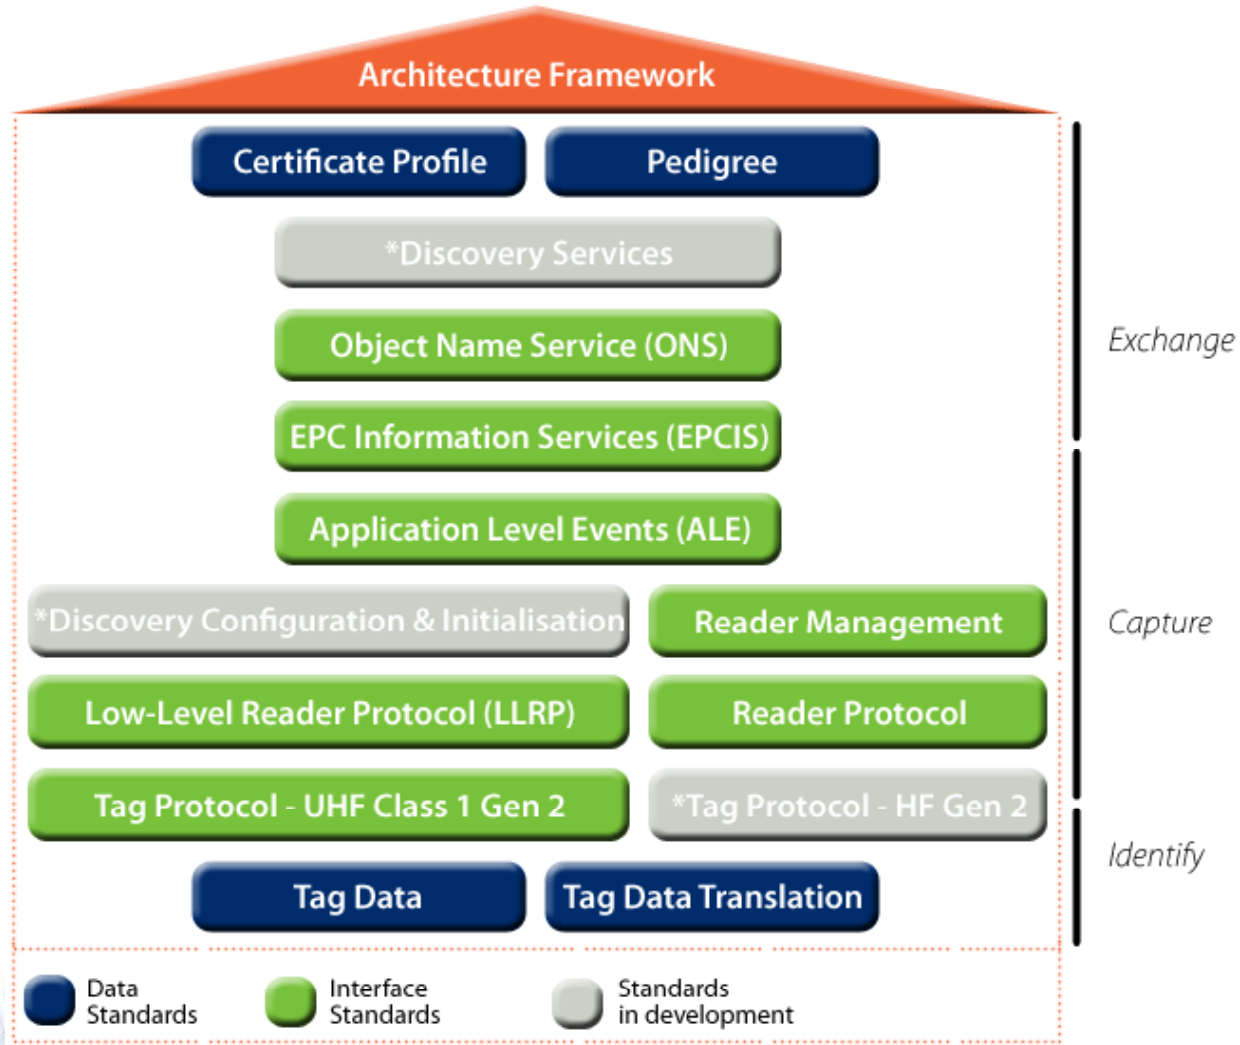 Architecture Framework
Certificate Profile
Pedigree
*Discovery Services
Object Name Service (ONS)
Exchange
EPC Information Services (EPCIS)
Application Level Events (ALE)
*Discovery Configuration & Initialisation
Reader Management
Capture
Low-Level Reader Protocol (LLRP)
Reader Protocol
Tag Protocol - UHF Class 1 Gen 2
*Tag Protocol - HF Gen 2
Identify
Tag Data
Tag Data Translation
Data
Standards
Interface
Standards
Standards
in development